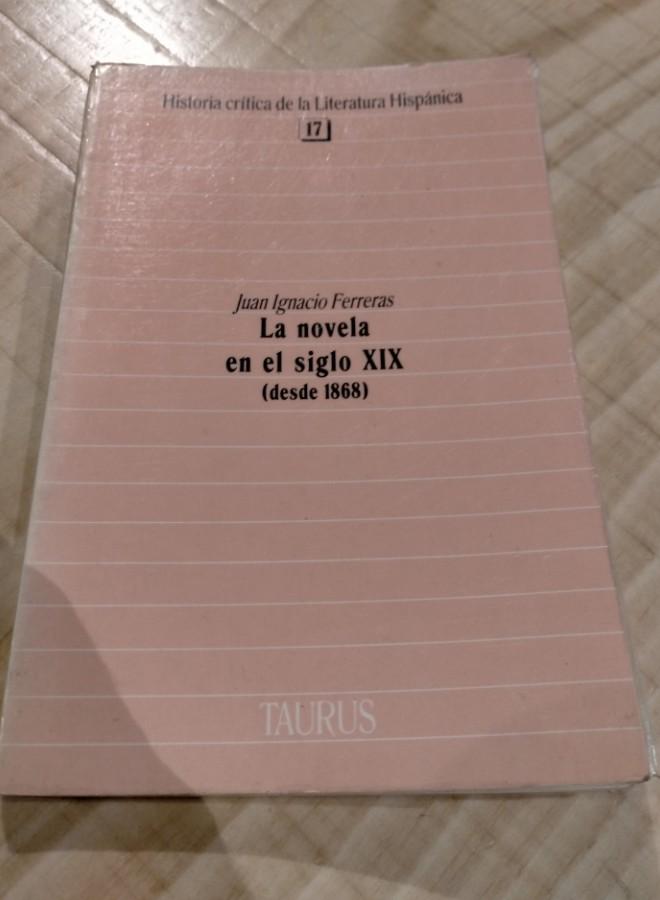 Historia crítica de la Literatura Hispánica
17
Juan Ignacio Ferreras
La novela
en el siglo XIX
(desde 1868)
TAURUS